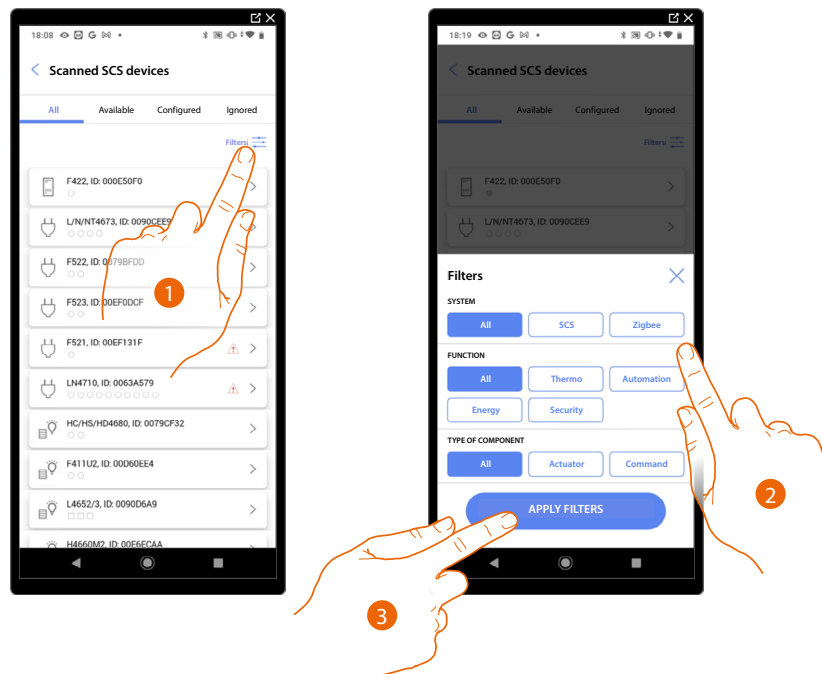 18:08
Scanned SCS devices
All Available Configured Ignored
Filters
F422, ID: 000E50F0
L/N/NT4673, ID: 0090CEE9
F522, ID: 0079BFDD
F523, ID: 00EF0DCF
F521, ID: 00EF131F
LN4710, ID: 0063A579
HC/HS/HD4680, ID: 0079CF32
F411U2, ID: 00D60EE4
L4652/3, ID: 0090D6A9
H4660M2, ID: 00E6ECAA
1
18:19
Scanned SCS devices
All Available Configured Ignored
Filters
F422, ID: 000E50F0
L/N/NT4673, ID: 0090CEE9
Filters
SYSTEM
All SCS Zigbee
FUNCTION
All Thermo Automation
Energy Security
TYPE OF COMPONENT
All Actuator Command
APPLY FILTERS
2
3